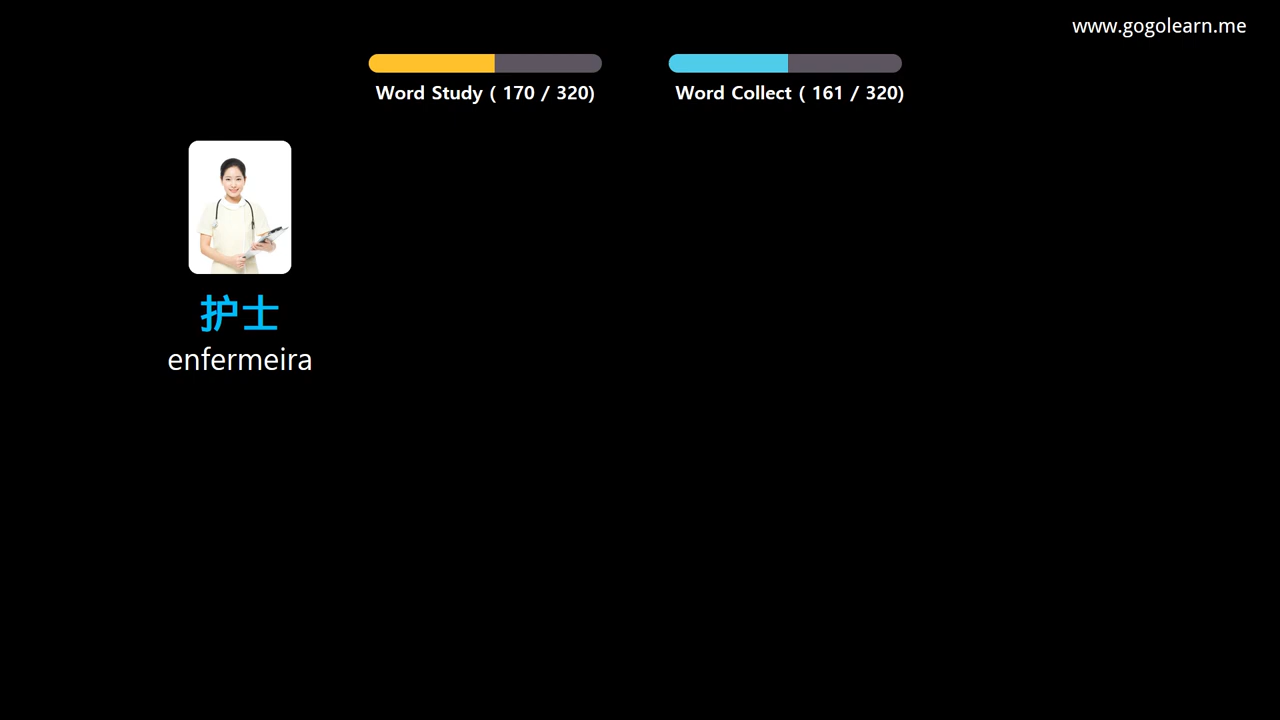 www.gogolearn.me
Word Study ( 170 / 320)
Word Collect ( 161 / 320)
护士
enfermeira